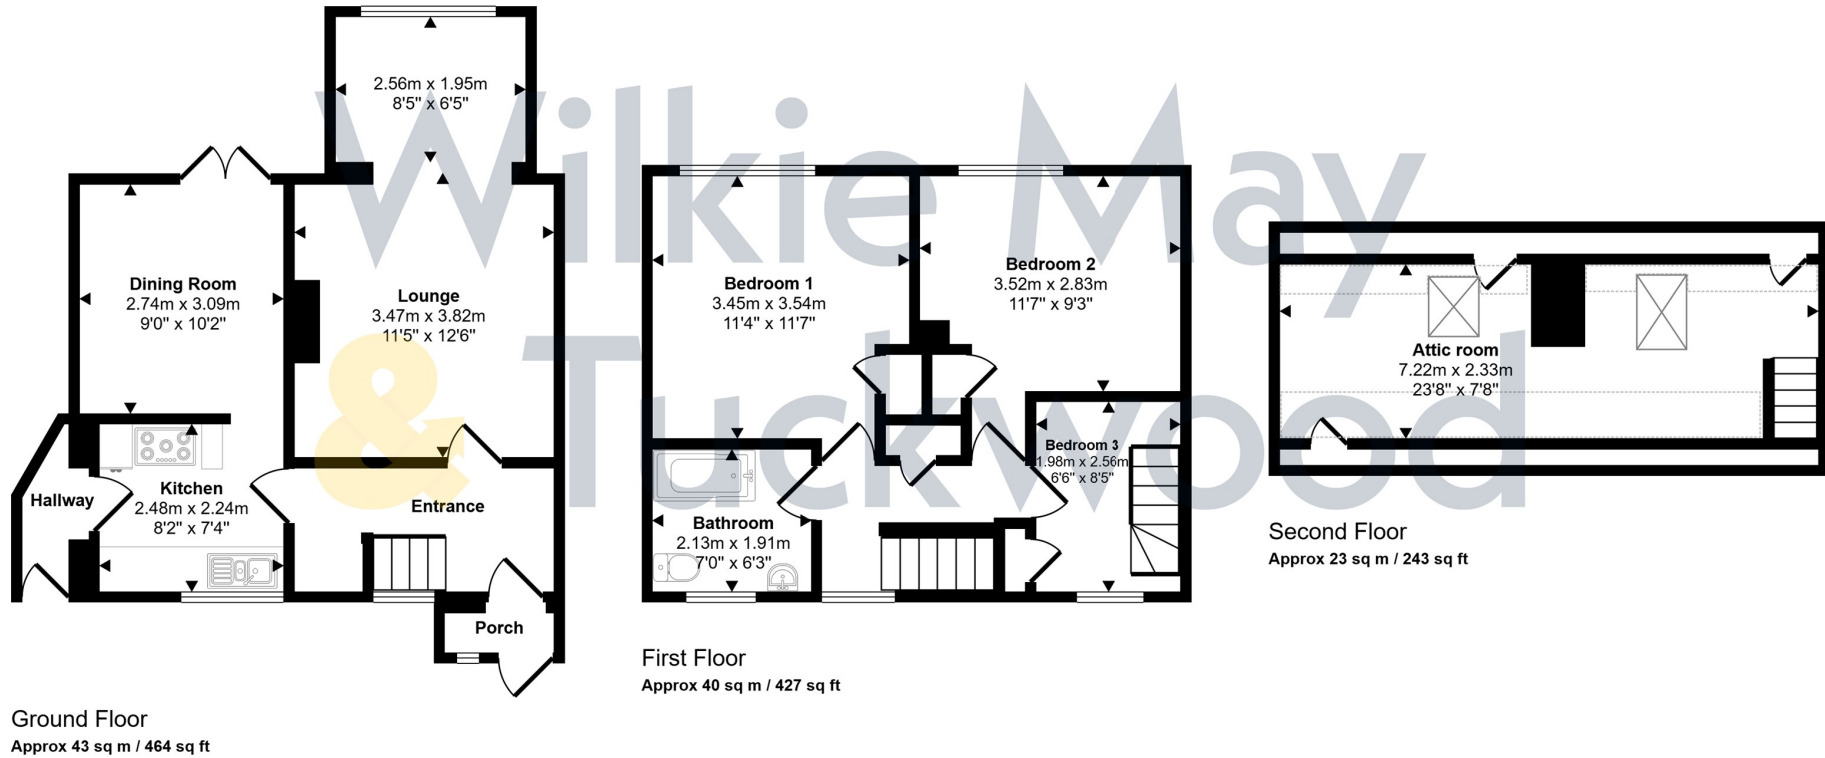 2.56m x 1.95m
8'5" x 6'5"
Dining Room
2.74m x 3.09m
9'0" x 10'2"
Lounge
3.47m x 3.82m
11'5" x 12'6"
Hallway
Kitchen
2.48m x 2.24m
8'2" x 7'4"
Entrance
Porch
Ground Floor
Approx 43 sq m / 464 sq ft
Bedroom 1
3.45m x 3.54m
11'4" x 11'7"
Bedroom 2
3.52m x 2.83m
11'7" x 9'3"
Bedroom 3
1.98m x 2.56m
6'6" x 8'5"
Bathroom
2.13m x 1.91m
7'0" x 6'3"
First Floor
Approx 40 sq m / 427 sq ft
Attic room
7.22m x 2.33m
23'8" x 7'8"
Second Floor
Approx 23 sq m / 243 sq ft
Wilkie May
& Tuckwood